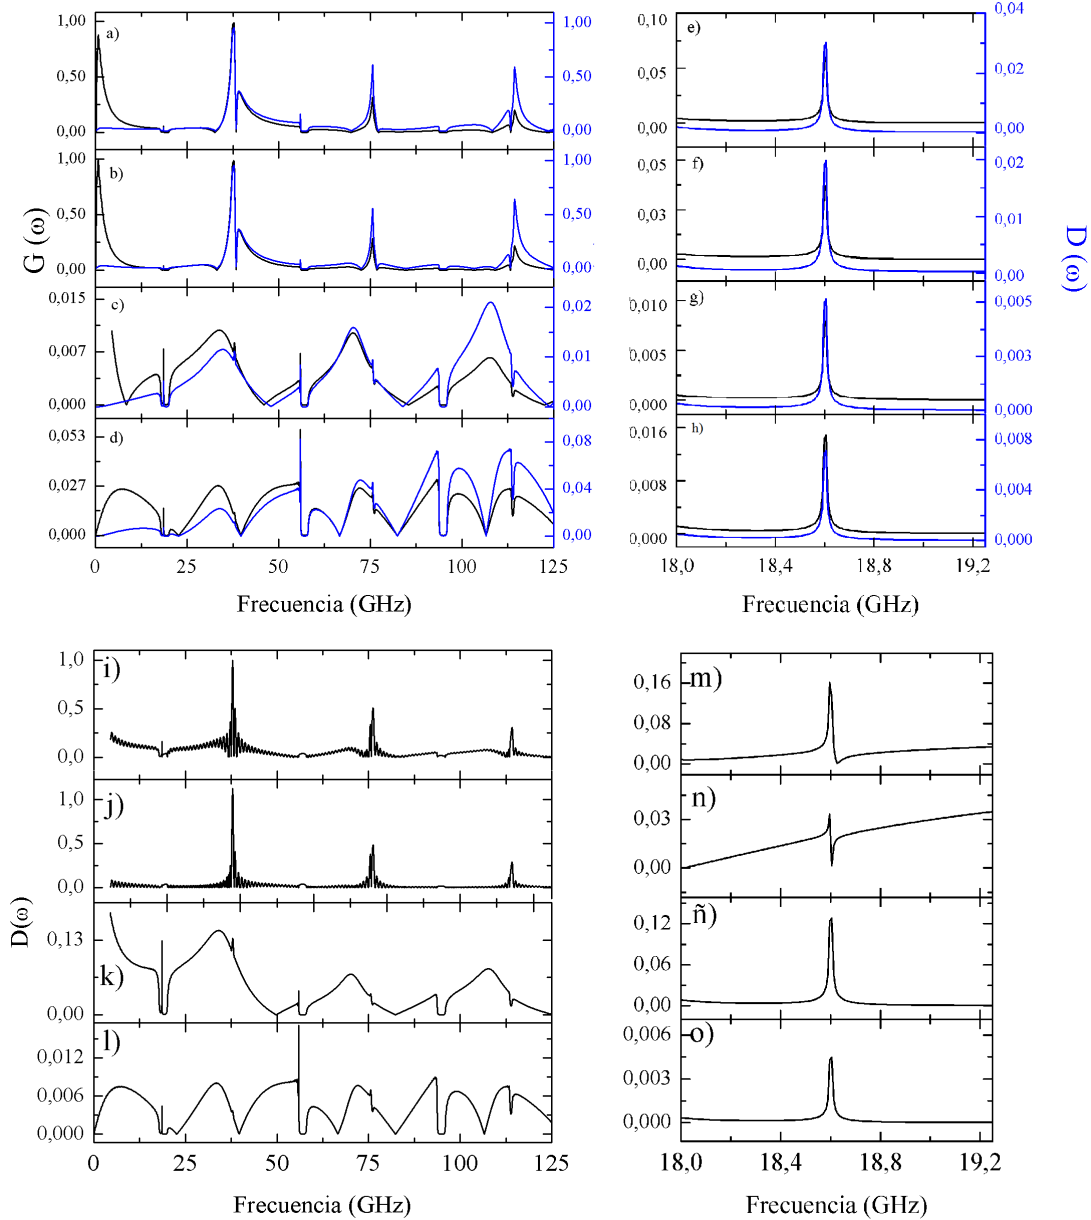 a)
1,00
0,50
0,00
1,00
0,50
0,00
b)
1,00
0,50
0,00
1,00
0,50
0,00
c)
0,015
0,007
0,000
0,02
0,01
0,00
d)
0,053
0,027
0,000
0,08
0,04
0,00
0 25 50 75 100 125
Frecuencia (GHz)
G (ω)
e)
0,10
0,05
0,00
0,04
0,02
0,00
f)
0,05
0,03
0,00
0,02
0,01
0,00
g)
0,010
0,005
0,000
0,005
0,003
0,000
h)
0,016
0,008
0,000
0,008
0,004
0,000
18,0 18,4 18,8 19,2
Frecuencia (GHz)
D (ω)
i)
1,0
0,5
0,0
j)
1,0
0,5
0,0
k)
0,13
0,00
l)
0,012
0,006
0,000
0 25 50 75 100 125
Frecuencia (GHz)
D(ω)
m)
0,16
0,08
0,00
n)
0,03
0,00
ñ)
0,12
0,06
0,00
o)
0,006
0,003
0,000
18,0 18,4 18,8 19,2
Frecuencia (GHz)